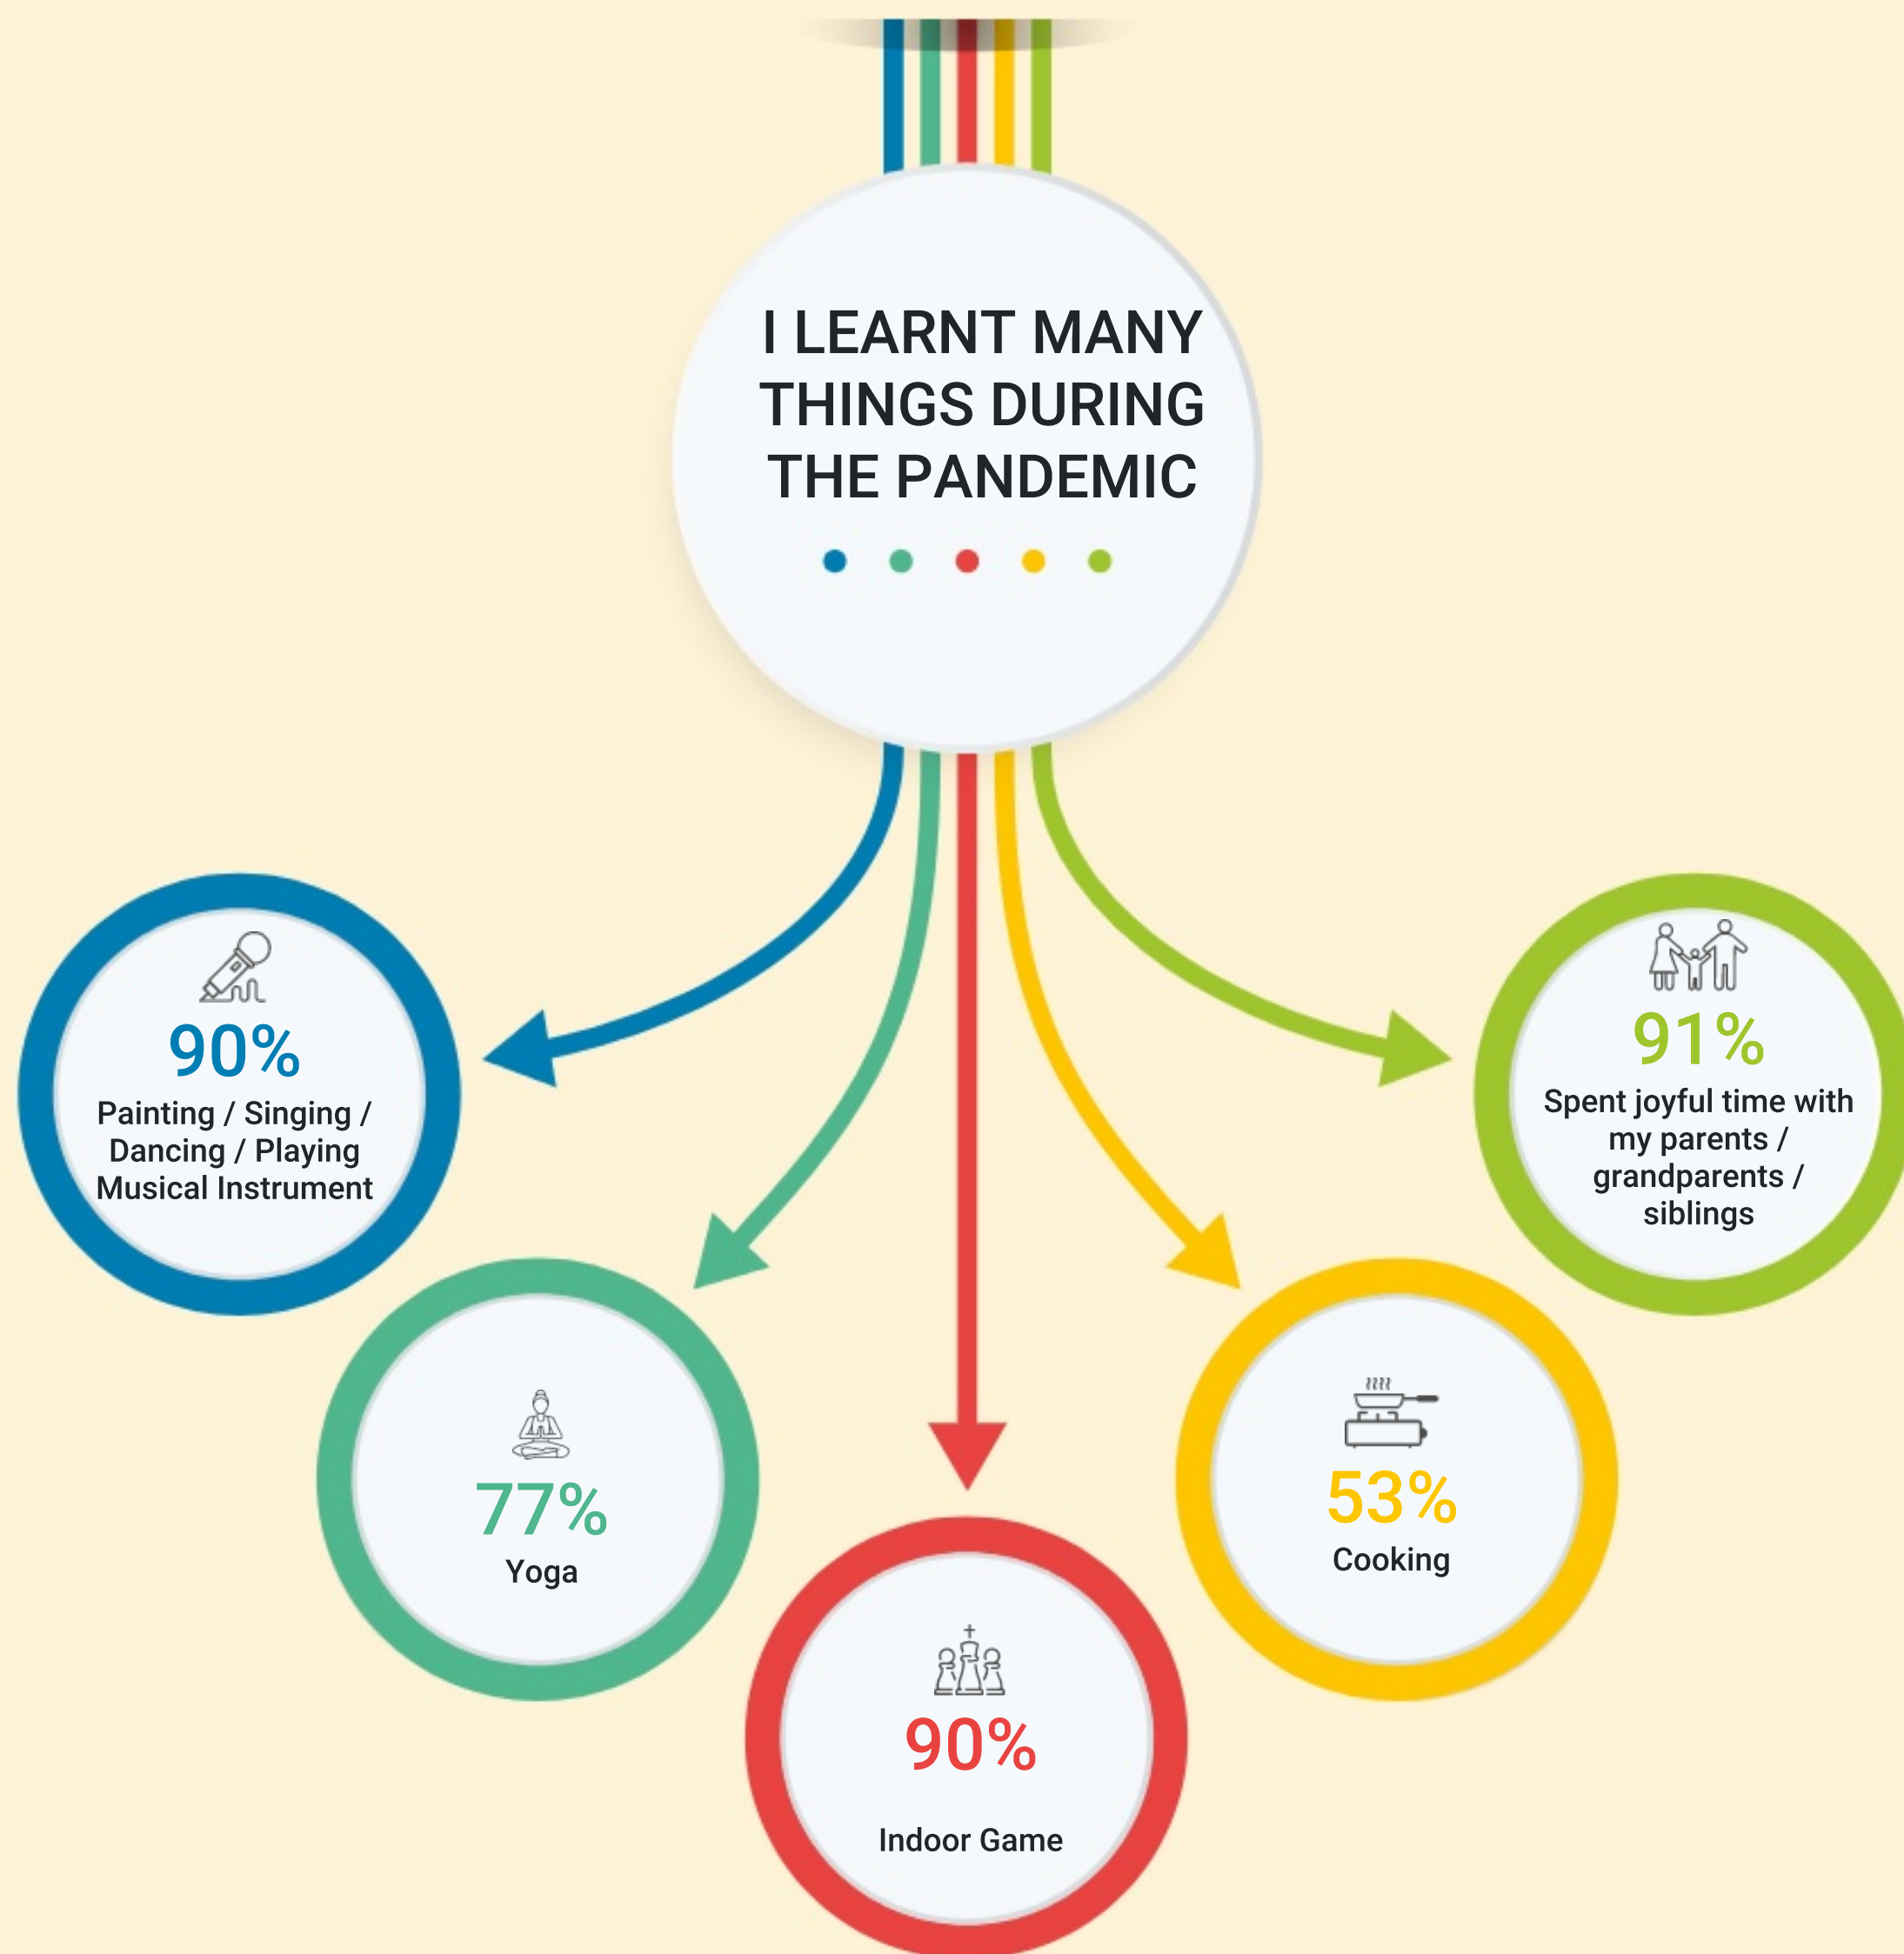 I LEARNT MANY
THINGS DURING
THE PANDEMIC
90%
Painting / Singing /
Dancing / Playing
Musical Instrument
77%
Yoga
90%
Indoor Game
53%
Cooking
91%
Spent joyful time with
my parents /
grandparents /
siblings